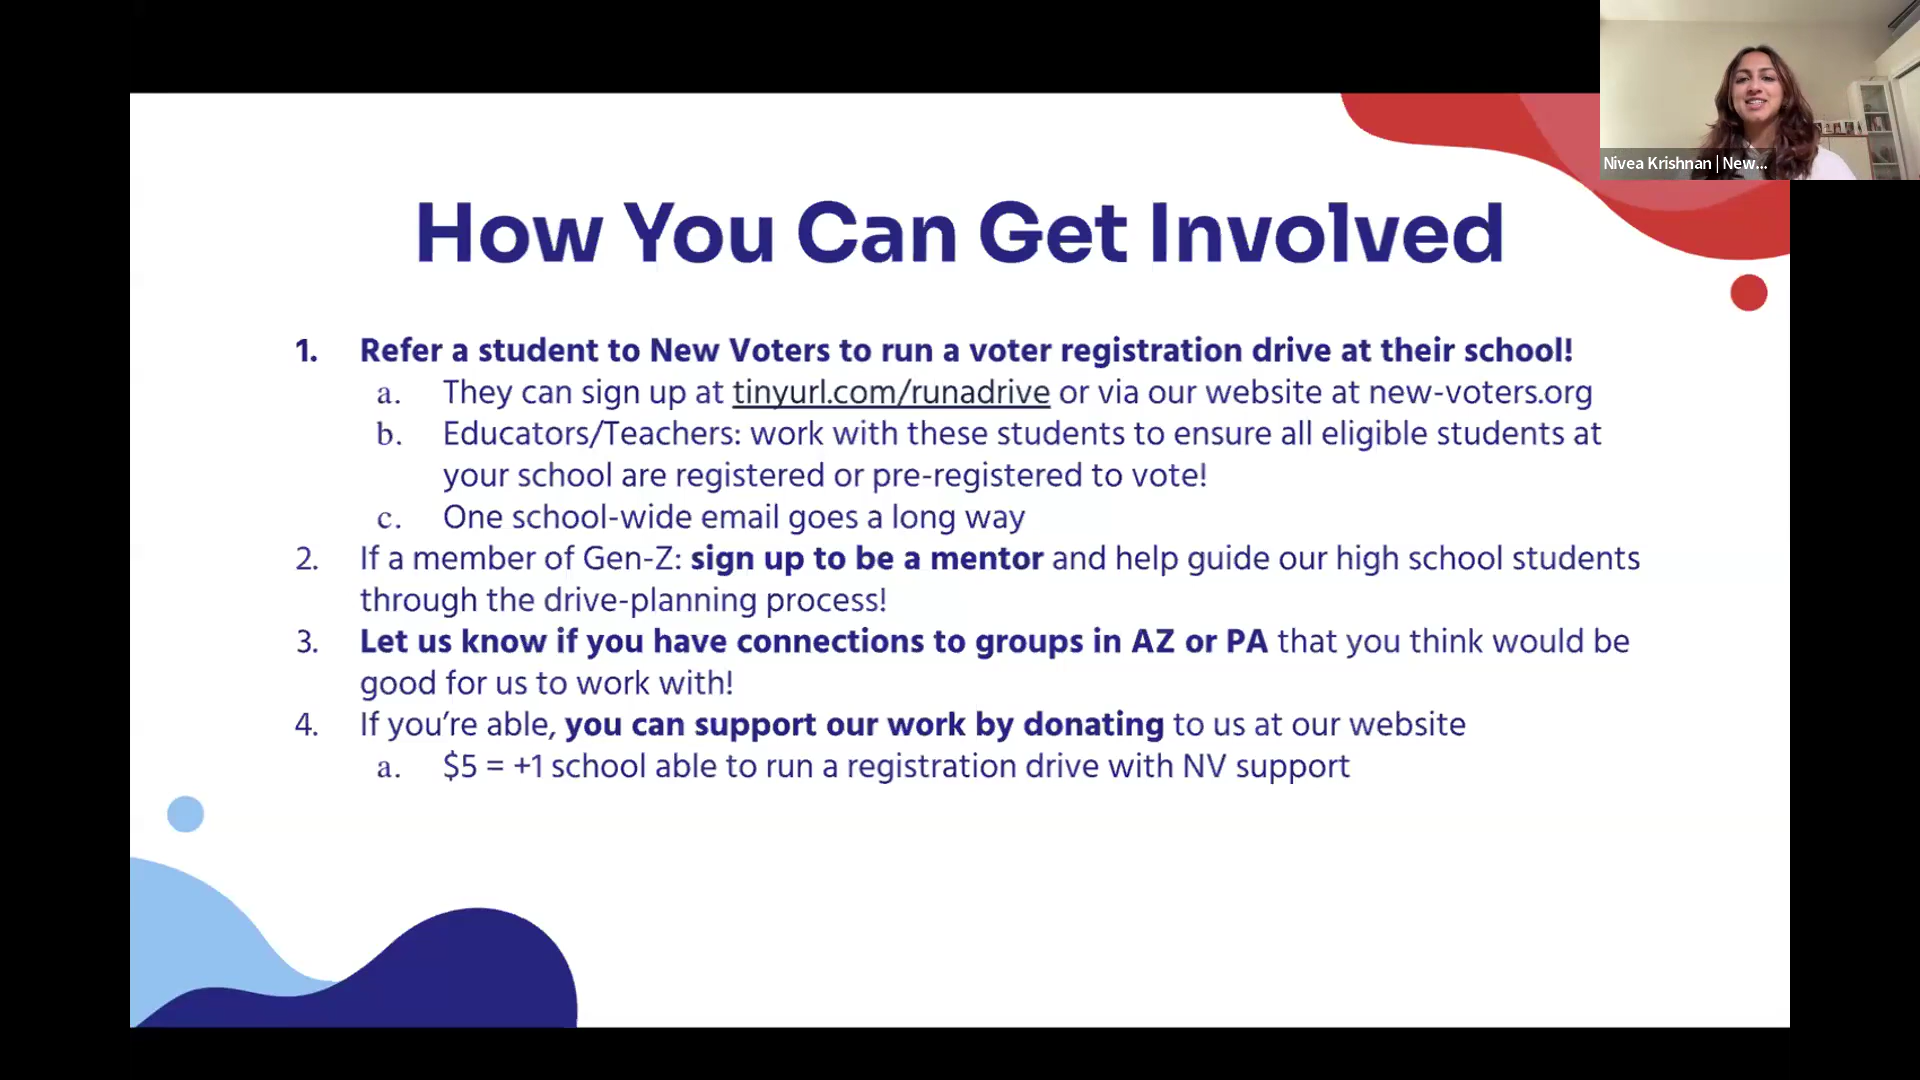 Nivea Krishnan | New...
How You Can Get Involved
1. Refer a student to New Voters to run a voter registration drive at their school!
a. They can sign up at tinyurl.com/runadrive or via our website at new-voters.org
b. Educators/Teachers: work with these students to ensure all eligible students at
your school are registered or pre-registered to vote!
c. One school-wide email goes a long way
2. If a member of Gen-Z: sign up to be a mentor and help guide our high school students
through the drive-planning process!
3. Let us know if you have connections to groups in AZ or PA that you think would be
good for us to work with!
4. If you’re able, you can support our work by donating to us at our website
a. $5 = +1 school able to run a registration drive with NV support